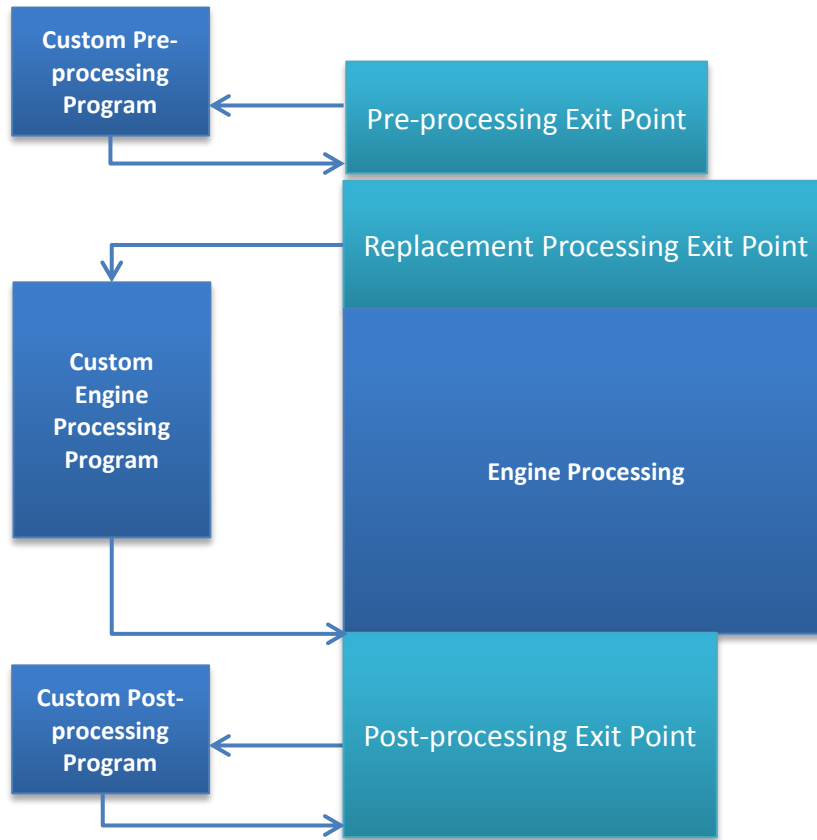 Custom Pre-
processing
Program
Pre-processing Exit Point
Replacement Processing Exit Point
Custom
Engine
Processing
Program
Engine Processing
Custom Post-
processing
Program
Post-processing Exit Point